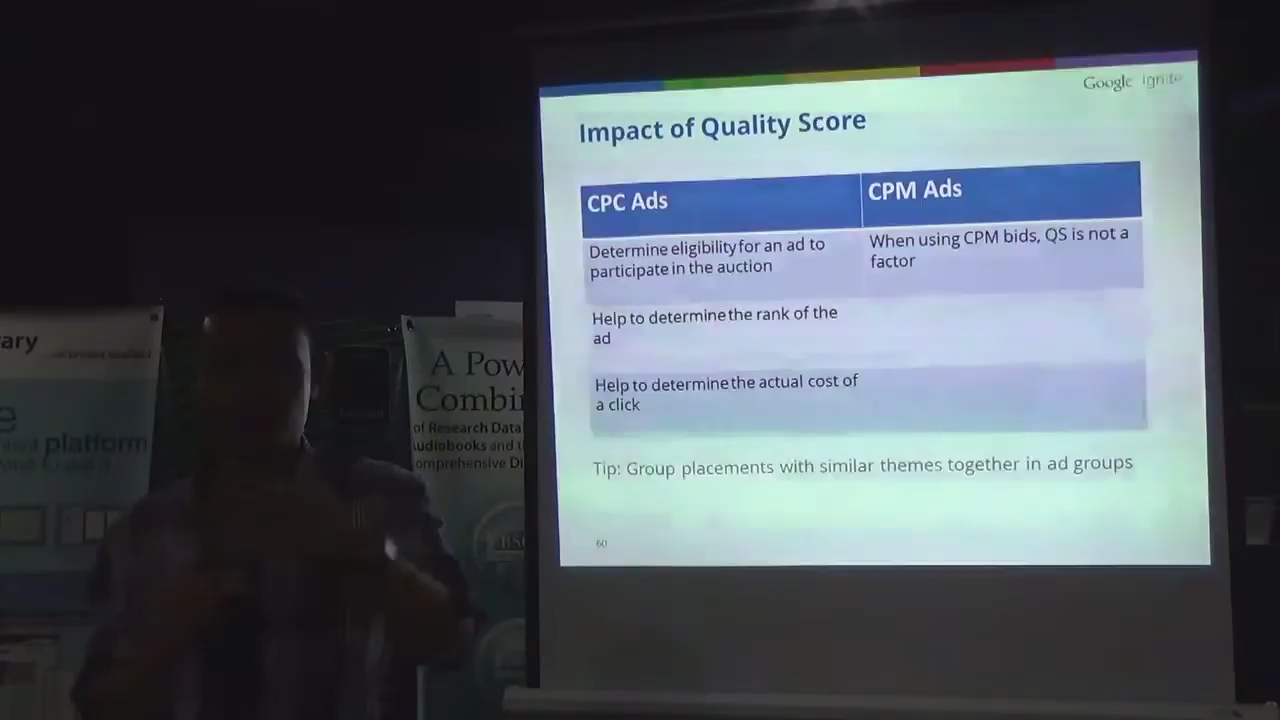 Google ignite
Impact of Quality Score
CPC Ads
CPM Ads
Determine eligibility for an ad to
participate in the auction
When using CPM bids, QS is not a
factor
Help to determine the rank of the
ad
Help to determine the actual cost of
a click
Tip: Group placements with similar themes together in ad groups
60
ary
e
platform
A Pow
Combi
of Research Data
udiobooks and t
omprehensive Di